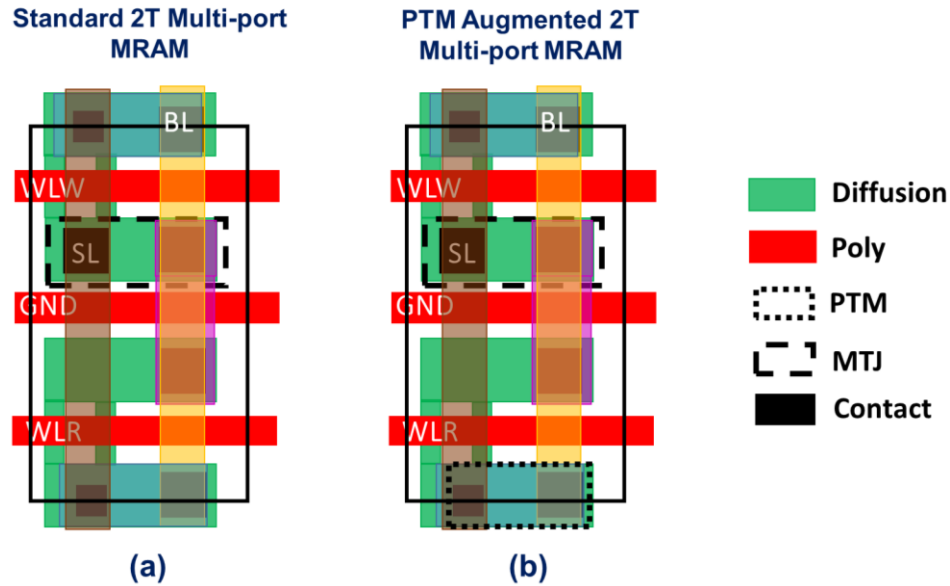 Standard 2T Multi-port
MRAM
BL
WLW
SL
GND
WLR
(a)
PTM Augmented 2T
Multi-port MRAM
BL
WLW
SL
GND
WLR
(b)
Diffusion
Poly
PTM
MTJ
Contact